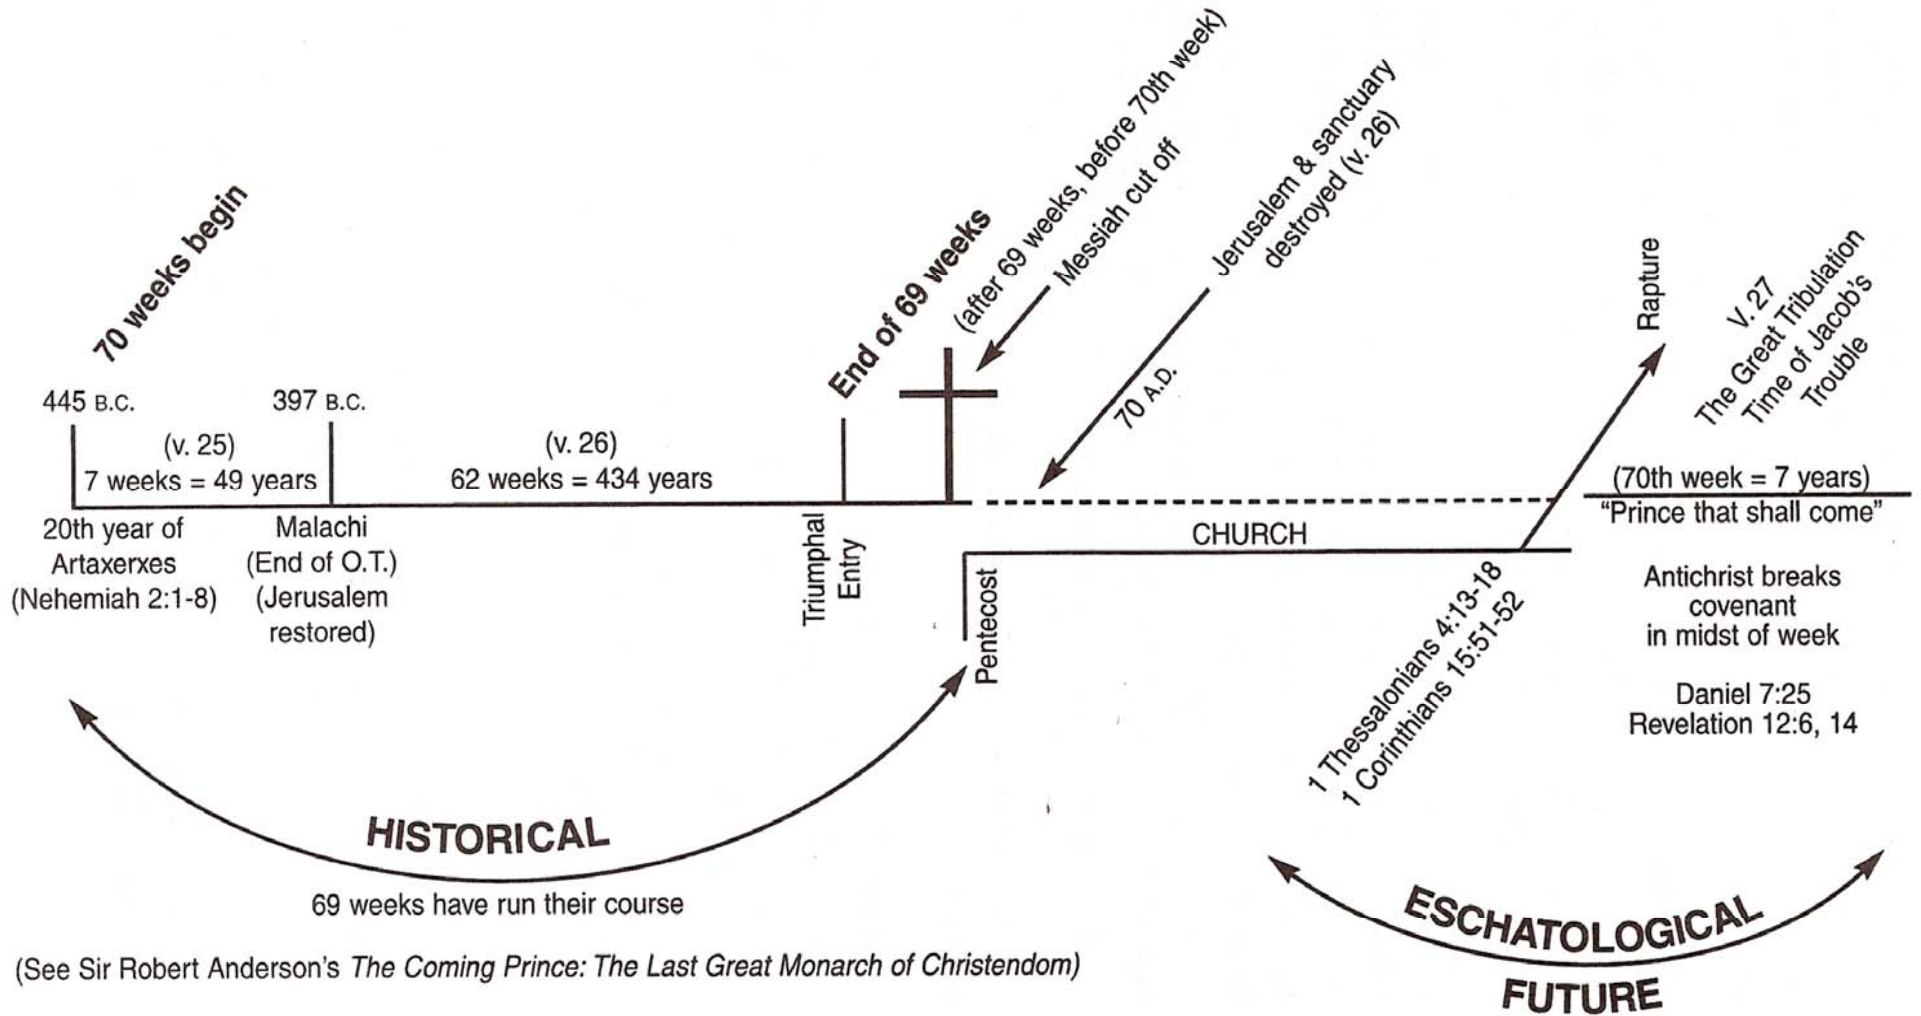 70 weeks begin
445 B.C.
397 B.C.
(v. 25)
7 weeks = 49 years
(v. 26)
62 weeks = 434 years
20th year of
Artaxerxes
(Nehemiah 2:1-8)
Malachi
(End of O.T.)
(Jerusalem
restored)
End of 69 weeks
Triumphal
Entry
(after 69 weeks, before 70th week)
Messiah cut off
Jerusalem & sanctuary
destroyed (v. 26)
70 A.D.
CHURCH
Pentecost
Rapture
1 Thessalonians 4:13-18
1 Corinthians 15:51-52
V. 27
The Great Tribulation
Time of Jacob's
Trouble
(70th week = 7 years)
“Prince that shall come”
Antichrist breaks
covenant
in midst of week
Daniel 7:25
Revelation 12:6, 14
HISTORICAL
69 weeks have run their course
ESCHATOLOGICAL
FUTURE
(See Sir Robert Anderson's The Coming Prince: The Last Great Monarch of Christendom)